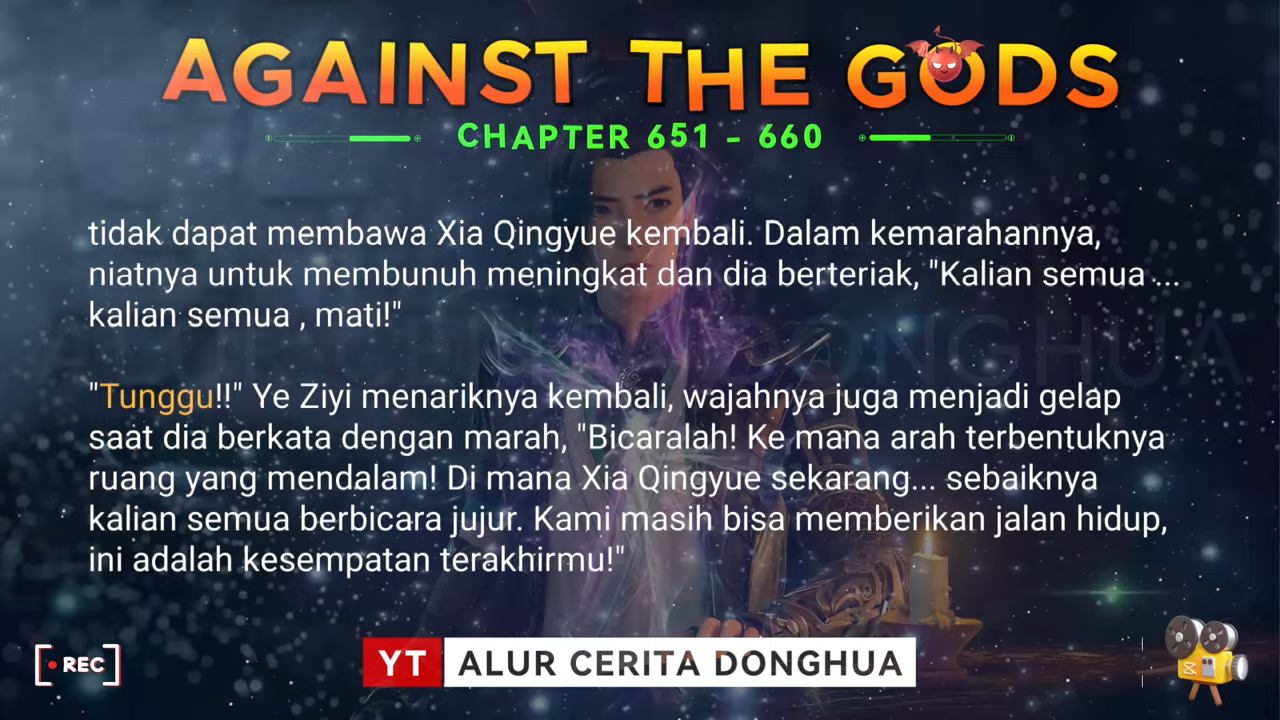 AGAINST THE GODS
CHAPTER 651 - 660
tidak dapat membawa Xia Qingyue kembali. Dalam kemarahannya,
niatnya untuk membunuh meningkat dan dia berteriak, "Kalian semua ...
kalian semua , mati!"
"Tunggu!!" Ye Ziyi menariknya kembali, wajahnya juga menjadi gelap
saat dia berkata dengan marah, "Bicaralah! Ke mana arah terbentuknya
ruang yang mendalam! Di mana Xia Qingyue sekarang... sebaiknya
kalian semua berbicara jujur. Kami masih bisa memberikan jalan hidup,
ini adalah kesempatan terakhirmu!"
REC
YT ALUR CERITA DONGHUA